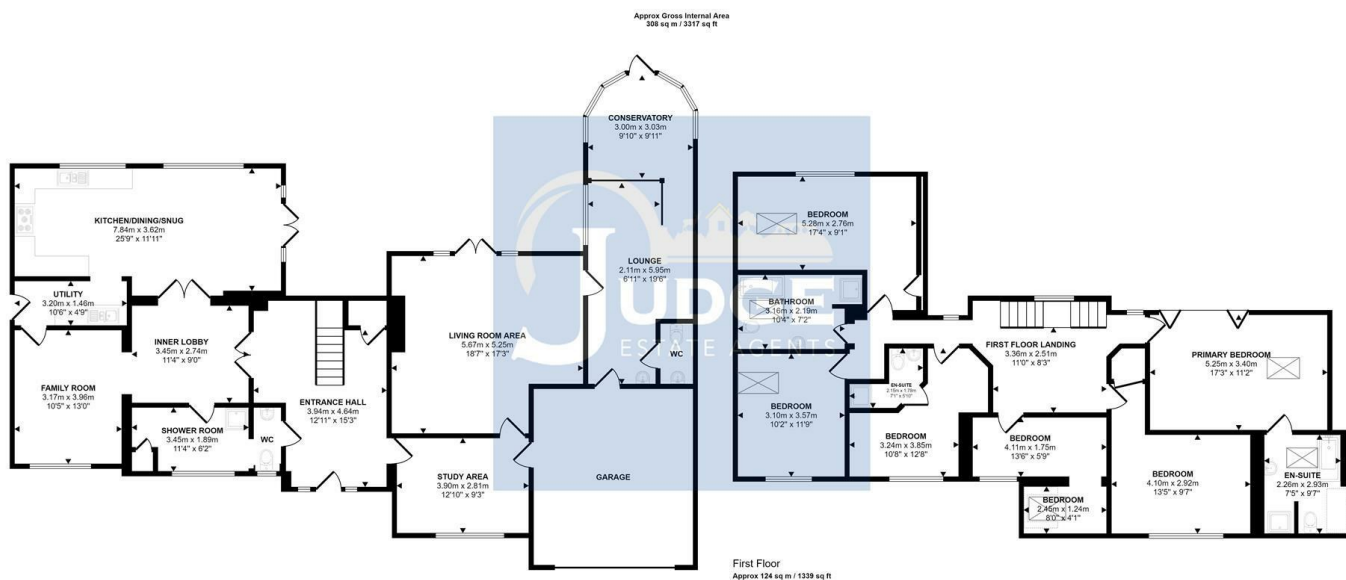 Approx Gross Internal Area
308 sq m / 3317 sq ft
CONSERVATORY
3.00m x 3.03m
9'10" x 9'11"
KITCHEN/DINING/SNUG
7.84m x 3.62m
25'9" x 11'11"
UTILITY
3.20m x 1.46m
10'6" x 4'9"
INNER LOBBY
3.45m x 2.74m
11'4" x 9'0"
FAMILY ROOM
3.17m x 3.96m
10'5" x 13'0"
SHOWER ROOM
3.45m x 1.89m
11'4" x 6'2"
WC
ENTRANCE HALL
3.94m x 4.64m
12'11" x 15'3"
LIVING ROOM AREA
5.67m x 5.25m
18'7" x 17'3"
LOUNGE
2.11m x 5.95m
6'11" x 19'6"
WC
STUDY AREA
3.90m x 2.81m
12'10" x 9'3"
GARAGE
JUDGE
ESTATE AGENTS
BEDROOM
5.28m x 2.76m
17'4" x 9'1"
BATHROOM
3.16m x 2.19m
10'4" x 7'2"
BEDROOM
3.10m x 3.57m
10'2" x 11'9"
EN-SUITE
2.15m x 1.78m
7'1" x 5'10"
BEDROOM
3.24m x 3.85m
10'8" x 12'8"
FIRST FLOOR LANDING
3.36m x 2.51m
11'0" x 8'3"
BEDROOM
4.11m x 1.75m
13'6" x 5'9"
BEDROOM
2.45m x 1.24m
8'0" x 4'1"
PRIMARY BEDROOM
5.25m x 3.40m
17'3" x 11'2"
BEDROOM
4.10m x 2.92m
13'5" x 9'7"
EN-SUITE
2.26m x 2.93m
7'5" x 9'7"
First Floor
Approx 124 sq m / 1339 sq ft